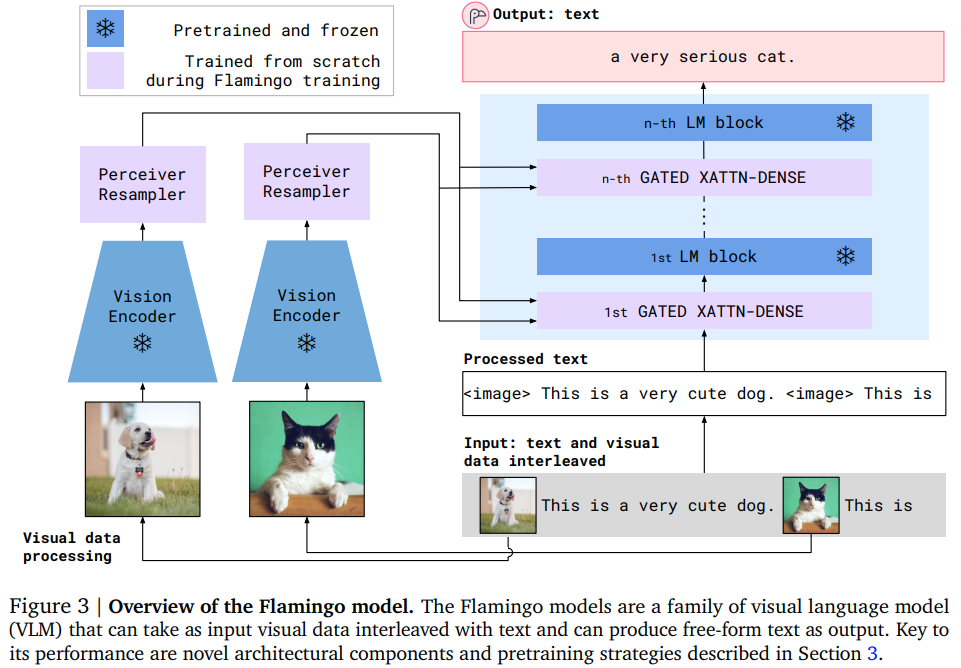 Output: text
Pretrained and frozen
Trained from scratch
during Flamingo training
a very serious cat.
n-th LM block
Perceiver
Resampler
Perceiver
Resampler
n-th GATED XATTN-DENSE
1st LM block
Vision
Encoder
Vision
Encoder
1st GATED XATTN-DENSE
Processed text
<image> This is a very cute dog. <image> This is
Input: text and visual
data interleaved
This is a very cute dog. This is
Visual data
processing
Figure 3 | Overview of the Flamingo model. The Flamingo models are a family of visual language model
(VLM) that can take as input visual data interleaved with text and can produce free-form text as output. Key to
its performance are novel architectural components and pretraining strategies described in Section 3.